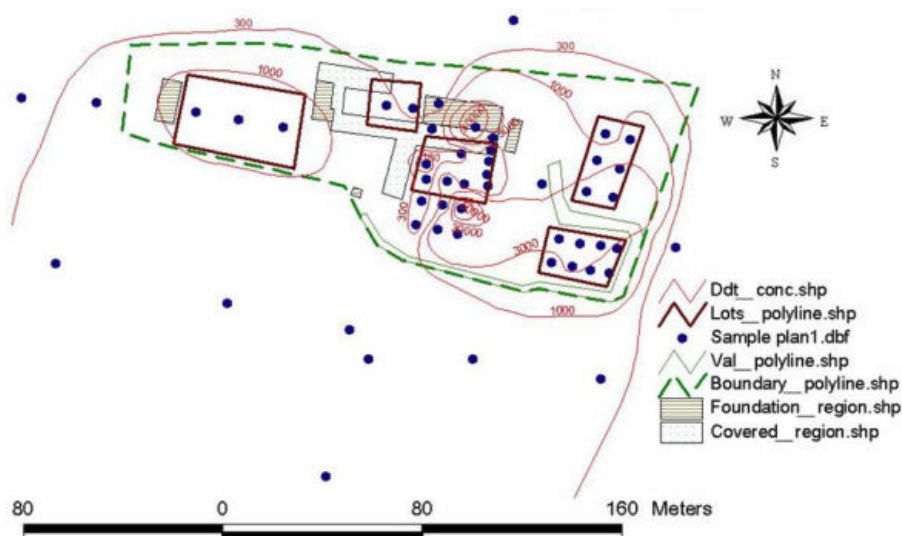 300
300
1000
1000
N
W E
S
300
3000
1000
Ddt__conc.shp
Lots__polyline.shp
Sample plan1.dbf
Val__polyline.shp
Boundary__polyline.shp
Foundation__region.shp
Covered__region.shp
80 0 80 160 Meters